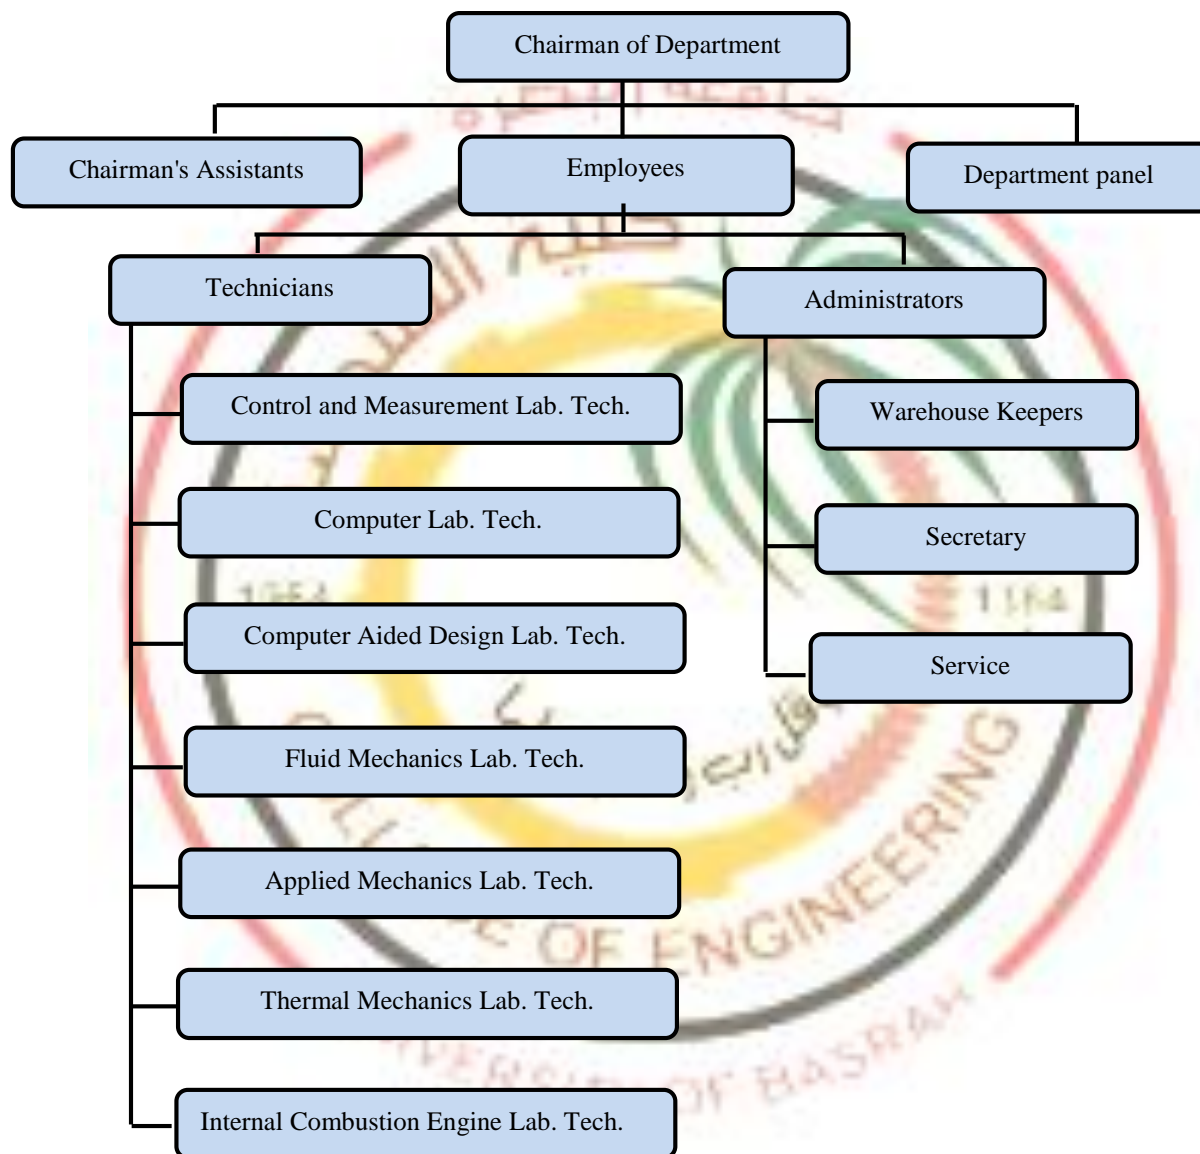 Chairman of Department
Chairman's Assistants
Employees
Department panel
Technicians
Administrators
Control and Measurement Lab. Tech.
Warehouse Keepers
Computer Lab. Tech.
Secretary
Computer Aided Design Lab. Tech.
Service
Fluid Mechanics Lab. Tech.
Applied Mechanics Lab. Tech.
Thermal Mechanics Lab. Tech.
Internal Combustion Engine Lab. Tech.
OF ENGINEERING
OF BASRAH